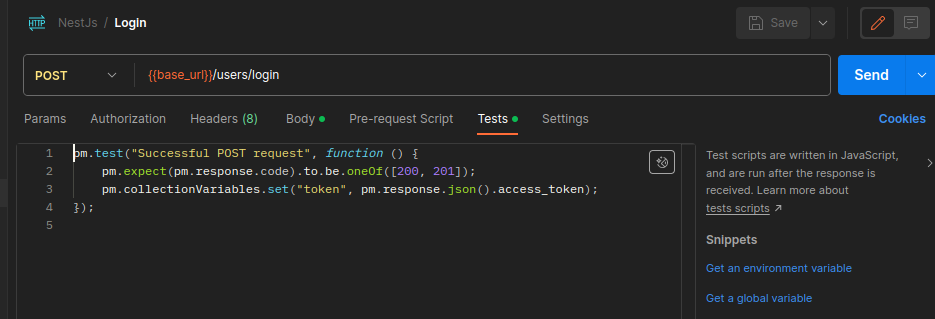 HTTP NestJs / Login Save
POST {{base_url}}/users/login Send
Params Authorization Headers (8) Body Pre-request Script Tests Settings Cookies
1 pm.test("Successful POST request", function () {
2 pm.expect(pm.response.code).to.be.oneOf([200, 201]);
3 pm.collectionVariables.set("token", pm.response.json().access_token);
4 });
5
Test scripts are written in JavaScript,
and are run after the response is
received. Learn more about
tests scripts ↗
Snippets
Get an environment variable
Get a global variable